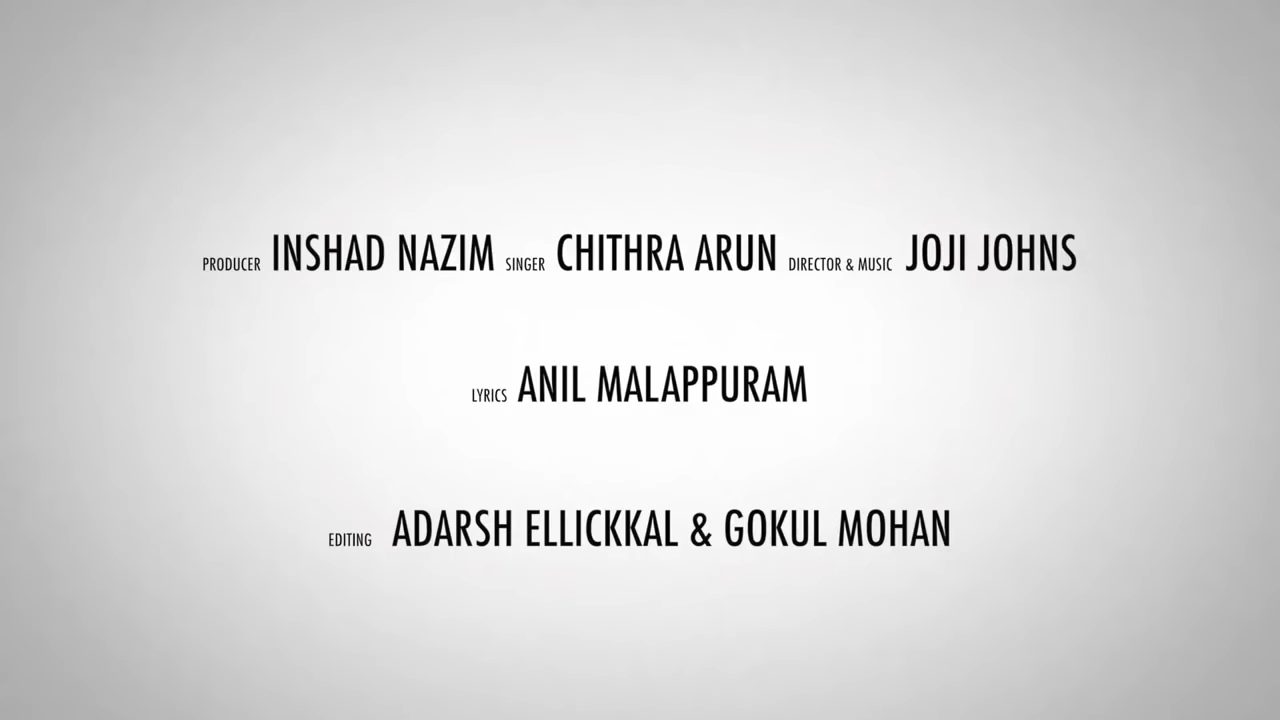 PRODUCER INSHAD NAZIM SINGER CHITHRA ARUN DIRECTOR & MUSIC JOJI JOHNS
LYRICS ANIL MALAPPURAM
EDITING ADARSH ELLICKKAL & GOKUL MOHAN